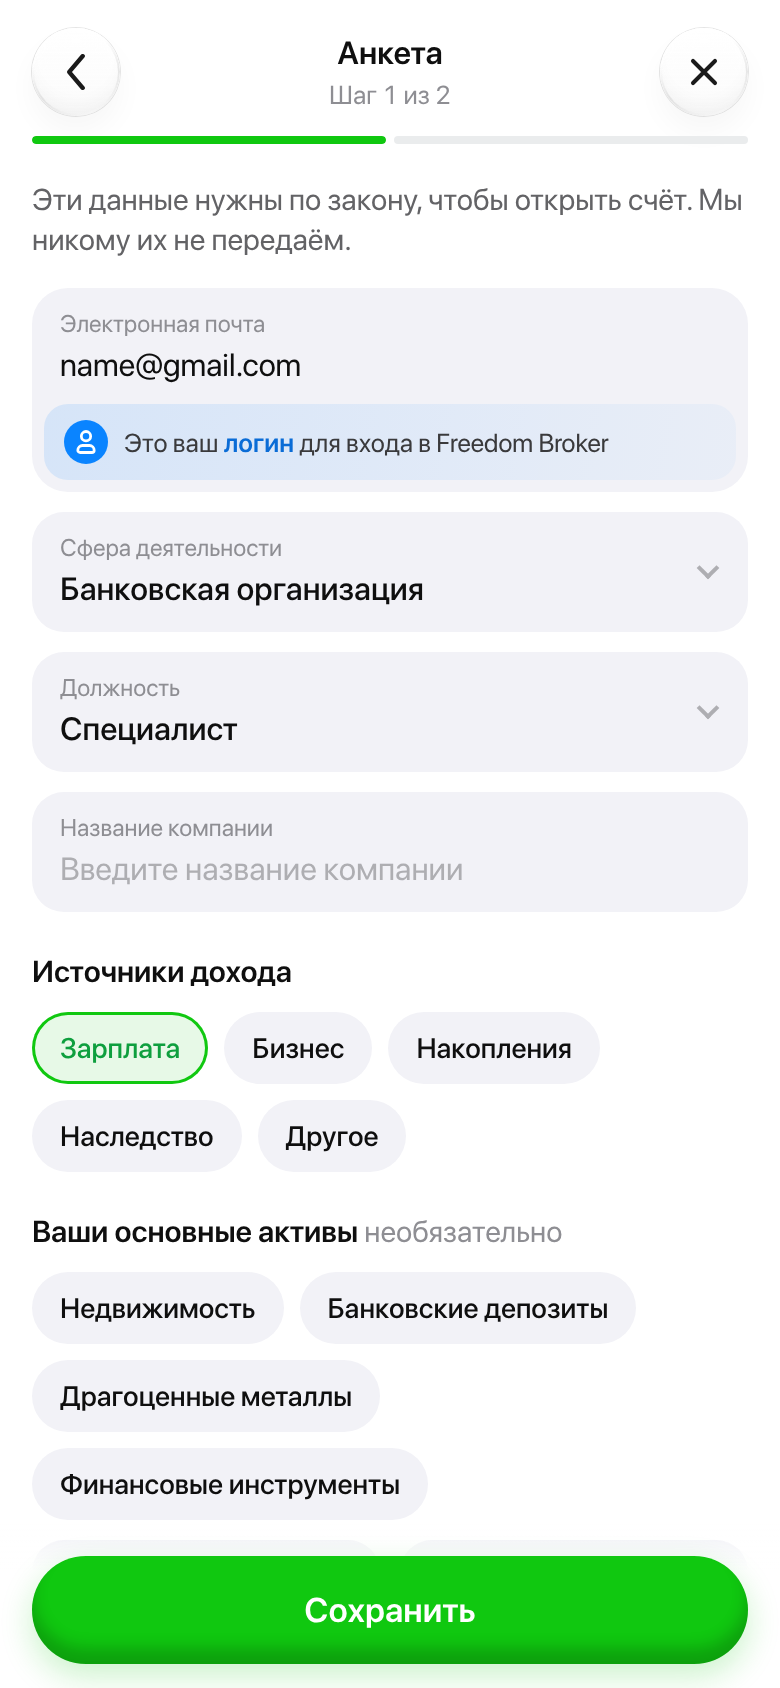 Анкета
Шаг 1 из 2
Эти данные нужны по закону, чтобы открыть счёт. Мы
никому их не передаём.
Электронная почта
name@gmail.com
Это ваш логин для входа в Freedom Broker
Сфера деятельности
Банковская организация
Должность
Специалист
Название компании
Введите название компании
Источники дохода
Зарплата
Бизнес
Накопления
Наследство
Другое
Ваши основные активы необязательно
Недвижимость
Банковские депозиты
Драгоценные металлы
Финансовые инструменты
Сохранить